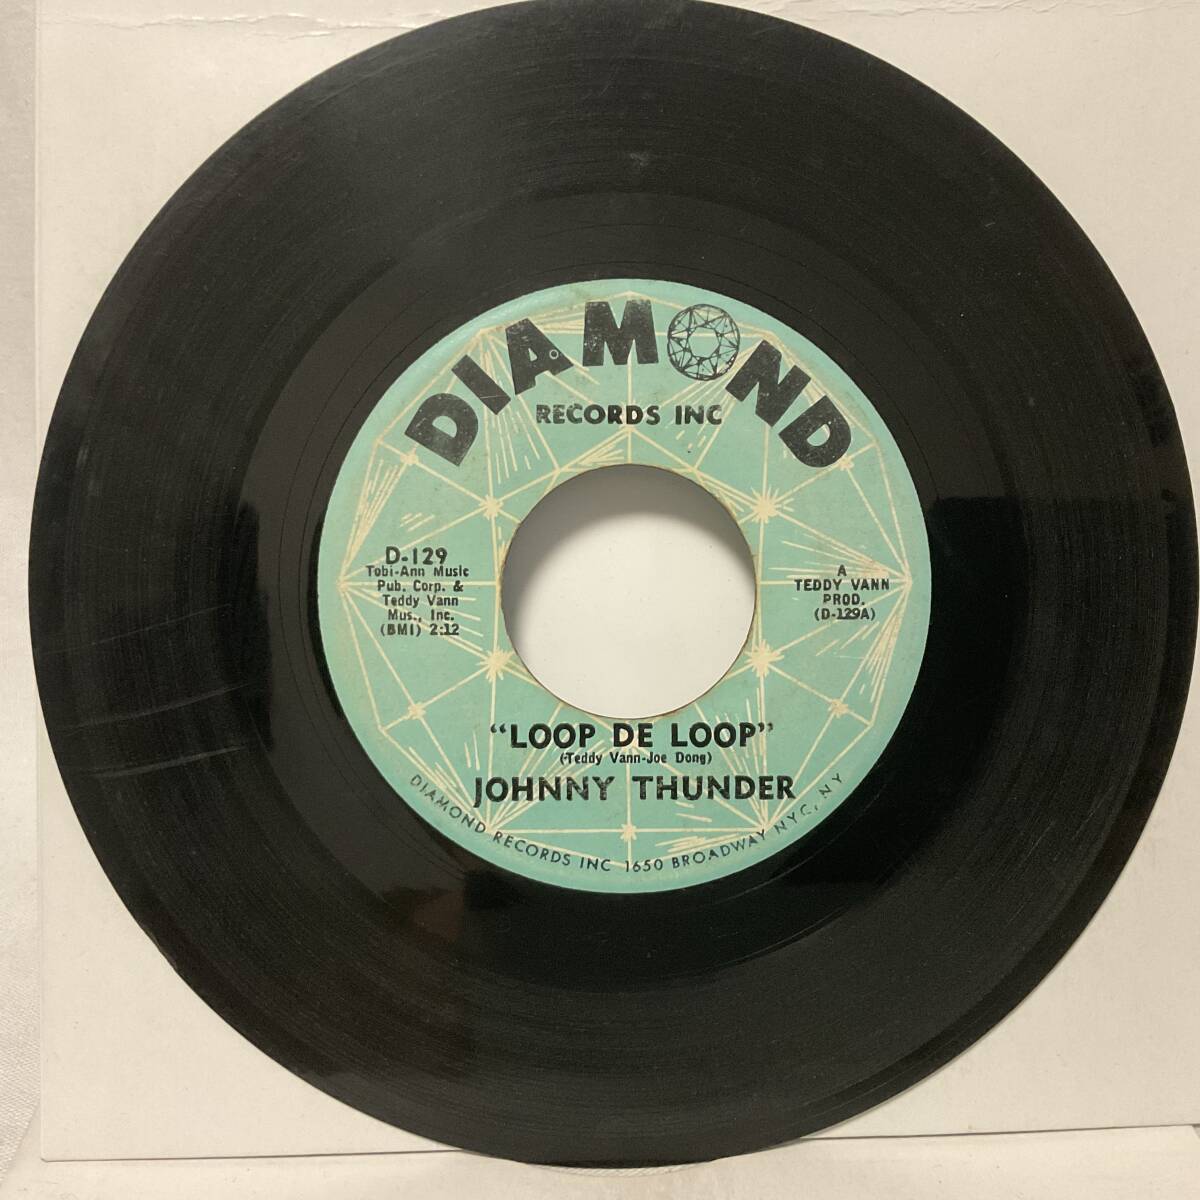 DIAMOND
RECORDS INC
D-129
Tobi-Ann Music
Pub. Corp. &
Teddy Vann
Mus., Inc.
(BMI) 2:12
A
TEDDY VANN
PROD.
(D-129A)
"LOOP DE LOOP"
(Teddy Vann-Joe Dong)
JOHNNY THUNDER
DIAMOND RECORDS INC 1650 BROADWAY NYC, NY